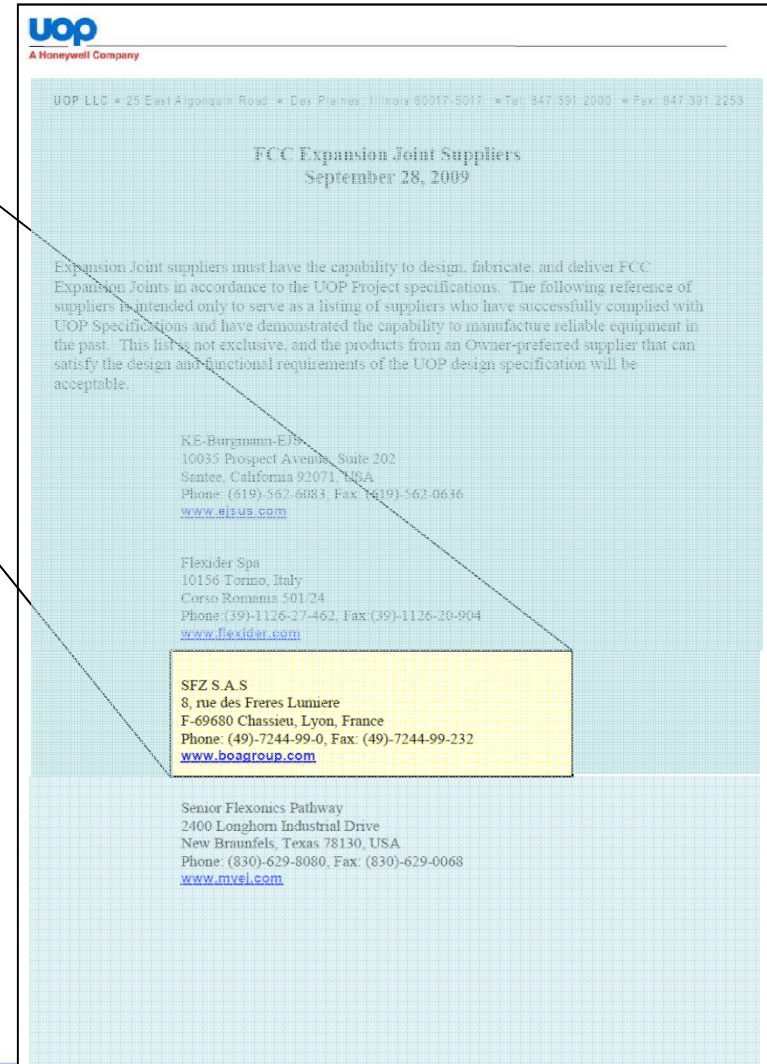 uop
A Honeywell Company
UOP LLC ▪ 25 East Algonquin Road ▪ Des Plaines, Illinois 60017-5017 ▪ Tel: 847.391.2000 ▪ Fax: 847.391.2253
FCC Expansion Joint Suppliers
September 28, 2009
Expansion Joint suppliers must have the capability to design, fabricate, and deliver FCC
Expansion Joints in accordance to the UOP Project specifications. The following reference of
suppliers is intended only to serve as a listing of suppliers who have successfully complied with
UOP Specifications and have demonstrated the capability to manufacture reliable equipment in
the past. This list is not exclusive, and the products from an Owner-preferred supplier that can
satisfy the design and functional requirements of the UOP design specification will be
acceptable.
KE-Burgmann-EJS
10035 Prospect Avenue, Suite 202
Santee, California 92071, USA
Phone: (619)-562-6083, Fax: (619)-562-0636
www.ejsus.com
Flexider Spa
10156 Torino, Italy
Corso Romania 501/24
Phone:(39)-1126-27-462, Fax:(39)-1126-20-904
www.flexider.com
SFZ S.A.S
8, rue des Freres Lumiere
F-69680 Chassieu, Lyon, France
Phone: (49)-7244-99-0, Fax: (49)-7244-99-232
www.boagroup.com
Senior Flexonics Pathway
2400 Longhorn Industrial Drive
New Braunfels, Texas 78130, USA
Phone: (830)-629-8080, Fax: (830)-629-0068
www.mvej.com